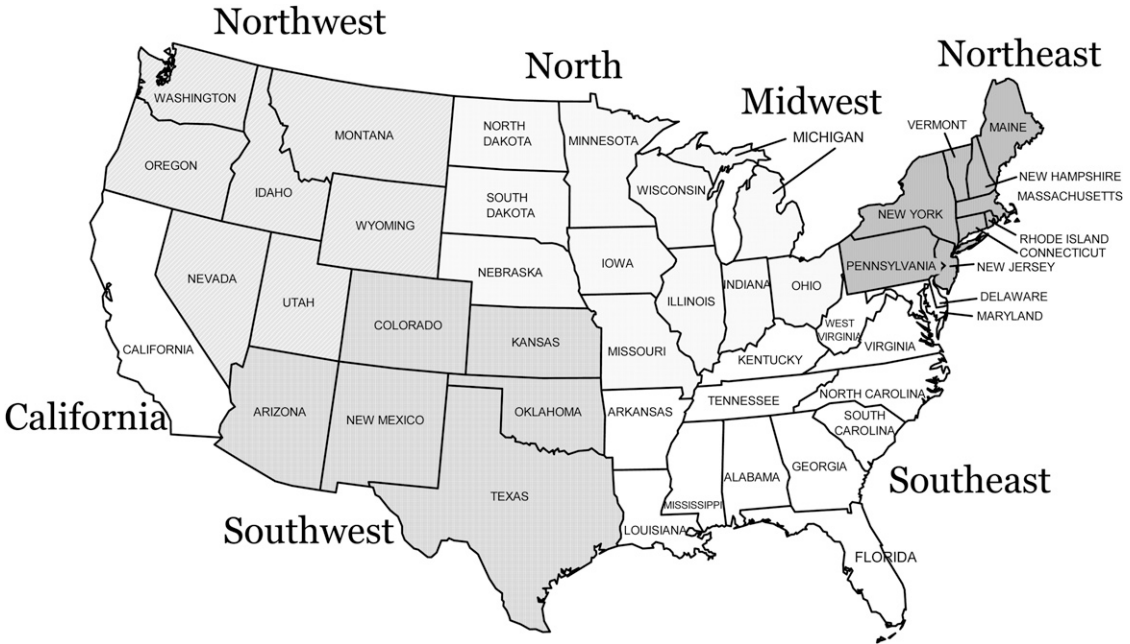 Northwest
North
Northeast
Midwest
WASHINGTON
MONTANA
NORTH
DAKOTA
MINNESOTA
MICHIGAN
VERMONT
MAINE
OREGON
IDAHO
WYOMING
SOUTH
DAKOTA
WISCONSIN
NEW YORK
NEW HAMPSHIRE
MASSACHUSETTS
RHODE ISLAND
CONNECTICUT
NEW JERSEY
PENNSYLVANIA
DELAWARE
MARYLAND
NEVADA
UTAH
COLORADO
NEBRASKA
IOWA
ILLINOIS
INDIANA
OHIO
CALIFORNIA
KANSAS
MISSOURI
KENTUCKY
WEST
VIRGINIA
VIRGINIA
California
ARIZONA
NEW MEXICO
OKLAHOMA
ARKANSAS
TENNESSEE
NORTH CAROLINA
SOUTH
CAROLINA
Southwest
TEXAS
LOUISIANA
MISSISSIPPI
ALABAMA
GEORGIA
Southeast
FLORIDA